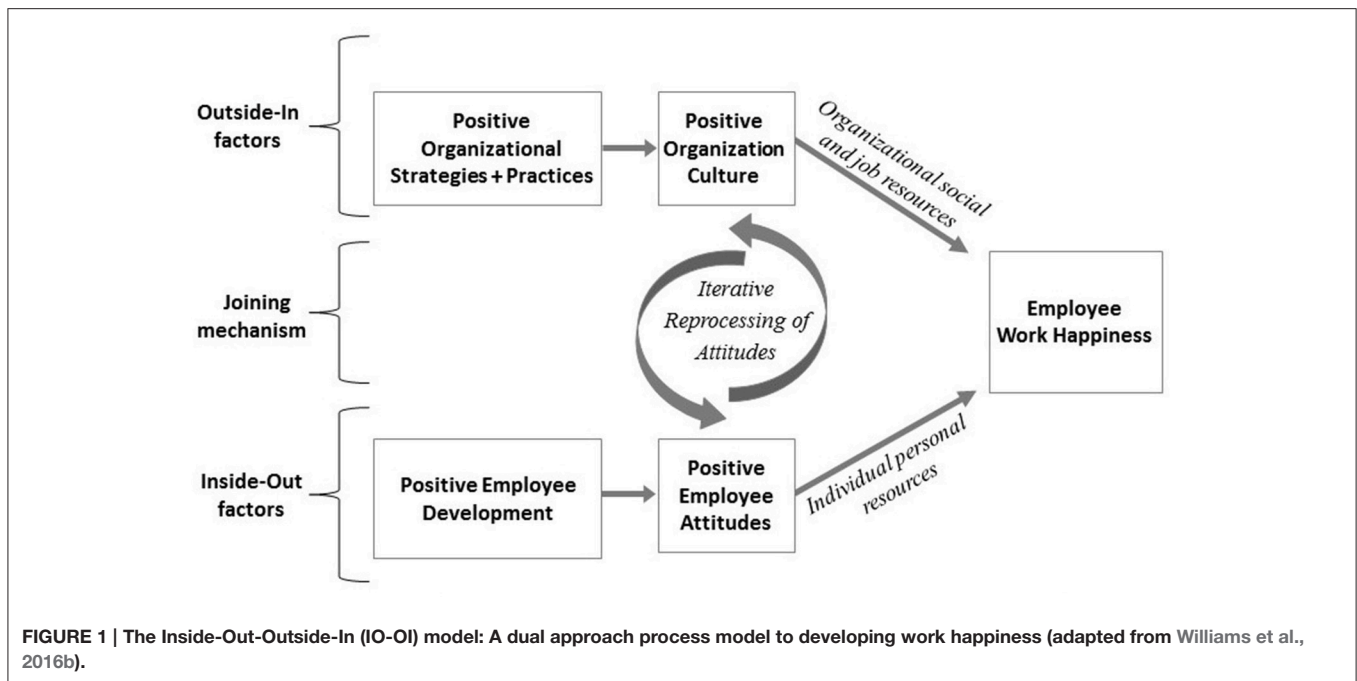 Outside-In
factors
Positive
Organizational
Strategies + Practices
Positive
Organization
Culture
Organizational social
and job resources
Joining
mechanism
Iterative
Reprocessing of
Attitudes
Employee
Work Happiness
Inside-Out
factors
Positive Employee
Development
Positive
Employee
Attitudes
Individual personal
resources
FIGURE 1 | The Inside-Out-Outside-In (IO-OI) model: A dual approach process model to developing work happiness (adapted from Williams et al.,
2016b).